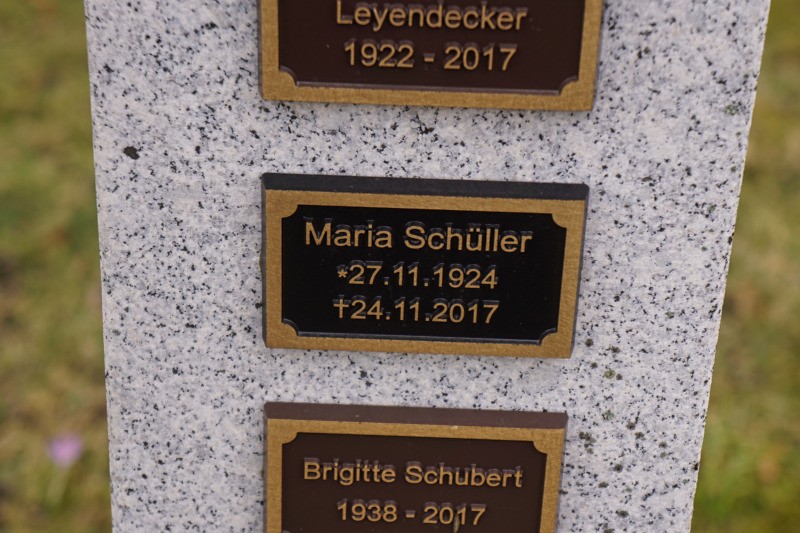 Leyendecker
1922 - 2017
Maria Schüller
*27.11.1924
†24.11.2017
Brigitte Schubert
1938 - 2017